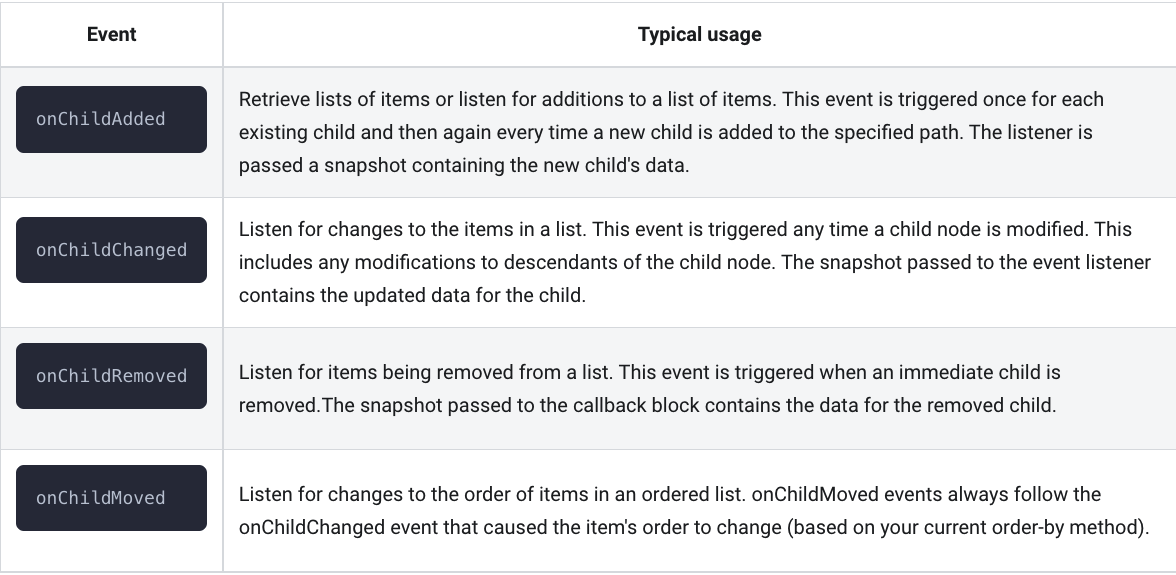 Event
Typical usage
onChildAdded
Retrieve lists of items or listen for additions to a list of items. This event is triggered once for each
existing child and then again every time a new child is added to the specified path. The listener is
passed a snapshot containing the new child's data.
onChildChanged
Listen for changes to the items in a list. This event is triggered any time a child node is modified. This
includes any modifications to descendants of the child node. The snapshot passed to the event listener
contains the updated data for the child.
onChildRemoved
Listen for items being removed from a list. This event is triggered when an immediate child is
removed.The snapshot passed to the callback block contains the data for the removed child.
onChildMoved
Listen for changes to the order of items in an ordered list. onChildMoved events always follow the
onChildChanged event that caused the item's order to change (based on your current order-by method).